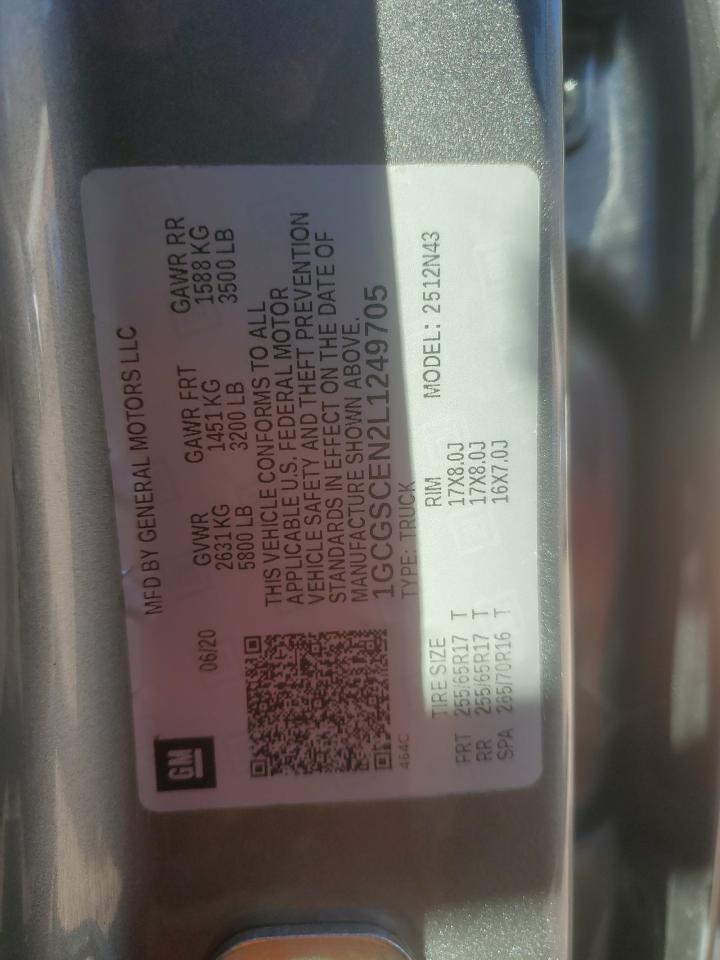 GM
MFD BY GENERAL MOTORS LLC
06/20
GVWR GAWR FRT GAWR RR
2631KG 1451 KG 1588 KG
5800 LB 3200 LB 3500 LB
THIS VEHICLE CONFORMS TO ALL
APPLICABLE U.S. FEDERAL MOTOR
VEHICLE SAFETY AND THEFT PREVENTION
STANDARDS IN EFFECT ON THE DATE OF
MANUFACTURE SHOWN ABOVE.
1GCGSCEN2L1249705
464C
TYPE: TRUCK
TIRE SIZE RIM MODEL: 2512N43
FRT 255/65R17 T 17X8.0J
RR 255/65R17 T 17X8.0J
SPA 265/70R16 T 16X7.0J